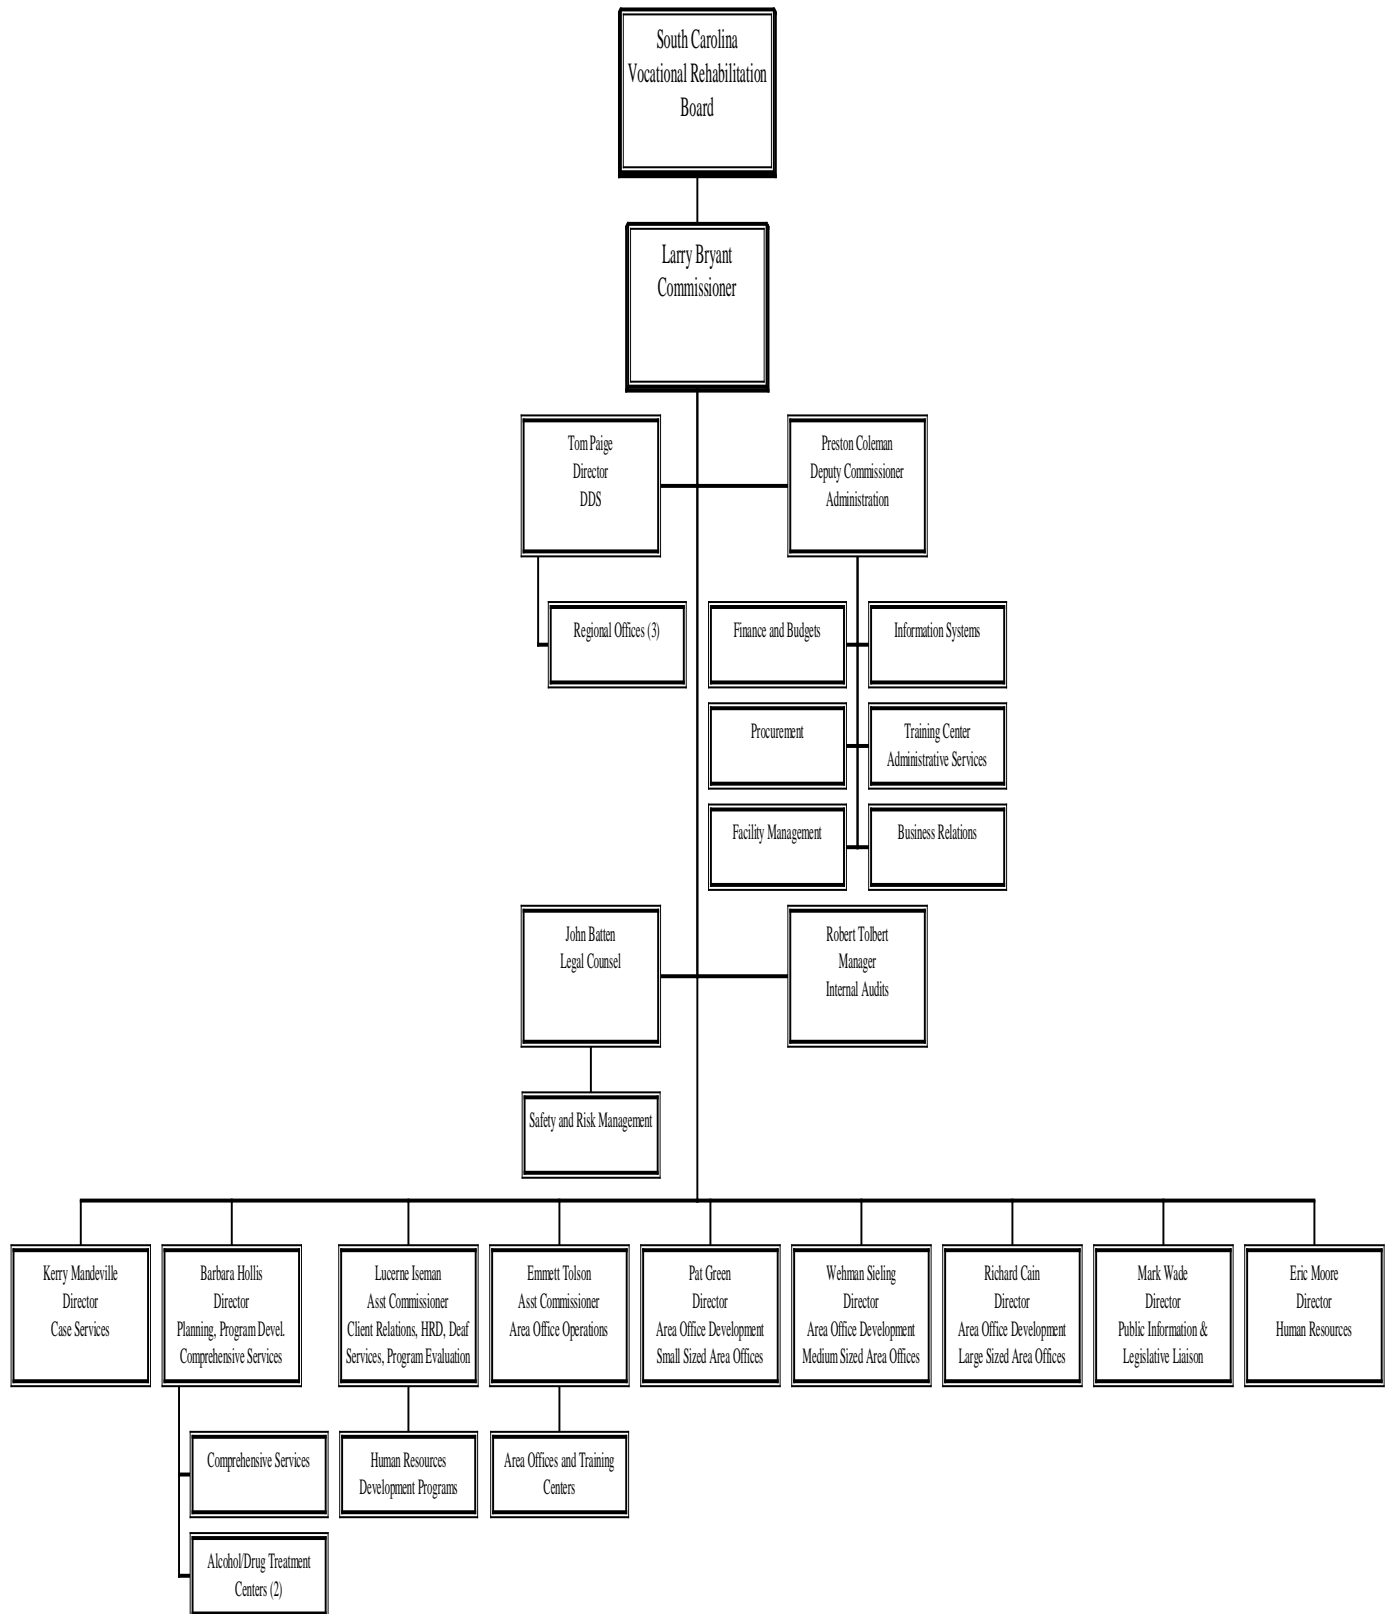 South Carolina
Vocational Rehabilitation
Board
Larry Bryant
Commissioner
Tom Paige
Director
DDS
Preston Coleman
Deputy Commissioner
Administration
Regional Offices (3)
Finance and Budgets
Information Systems
Procurement
Training Center
Administrative Services
Facility Management
Business Relations
John Batten
Legal Counsel
Robert Tolbert
Manager
Internal Audits
Safety and Risk Management
Kerry Mandeville
Director
Case Services
Barbara Hollis
Director
Planning, Program Devel.
Comprehensive Services
Lucerne Iseman
Asst Commissioner
Client Relations, HRD, Deaf
Services, Program Evaluation
Emmett Tolson
Asst Commissioner
Area Office Operations
Pat Green
Director
Area Office Development
Small Sized Area Offices
Wehman Sieling
Director
Area Office Development
Medium Sized Area Offices
Richard Cain
Director
Area Office Development
Large Sized Area Offices
Mark Wade
Director
Public Information &
Legislative Liaison
Eric Moore
Director
Human Resources
Comprehensive Services
Human Resources
Development Programs
Area Offices and Training
Centers
Alcohol/Drug Treatment
Centers (2)